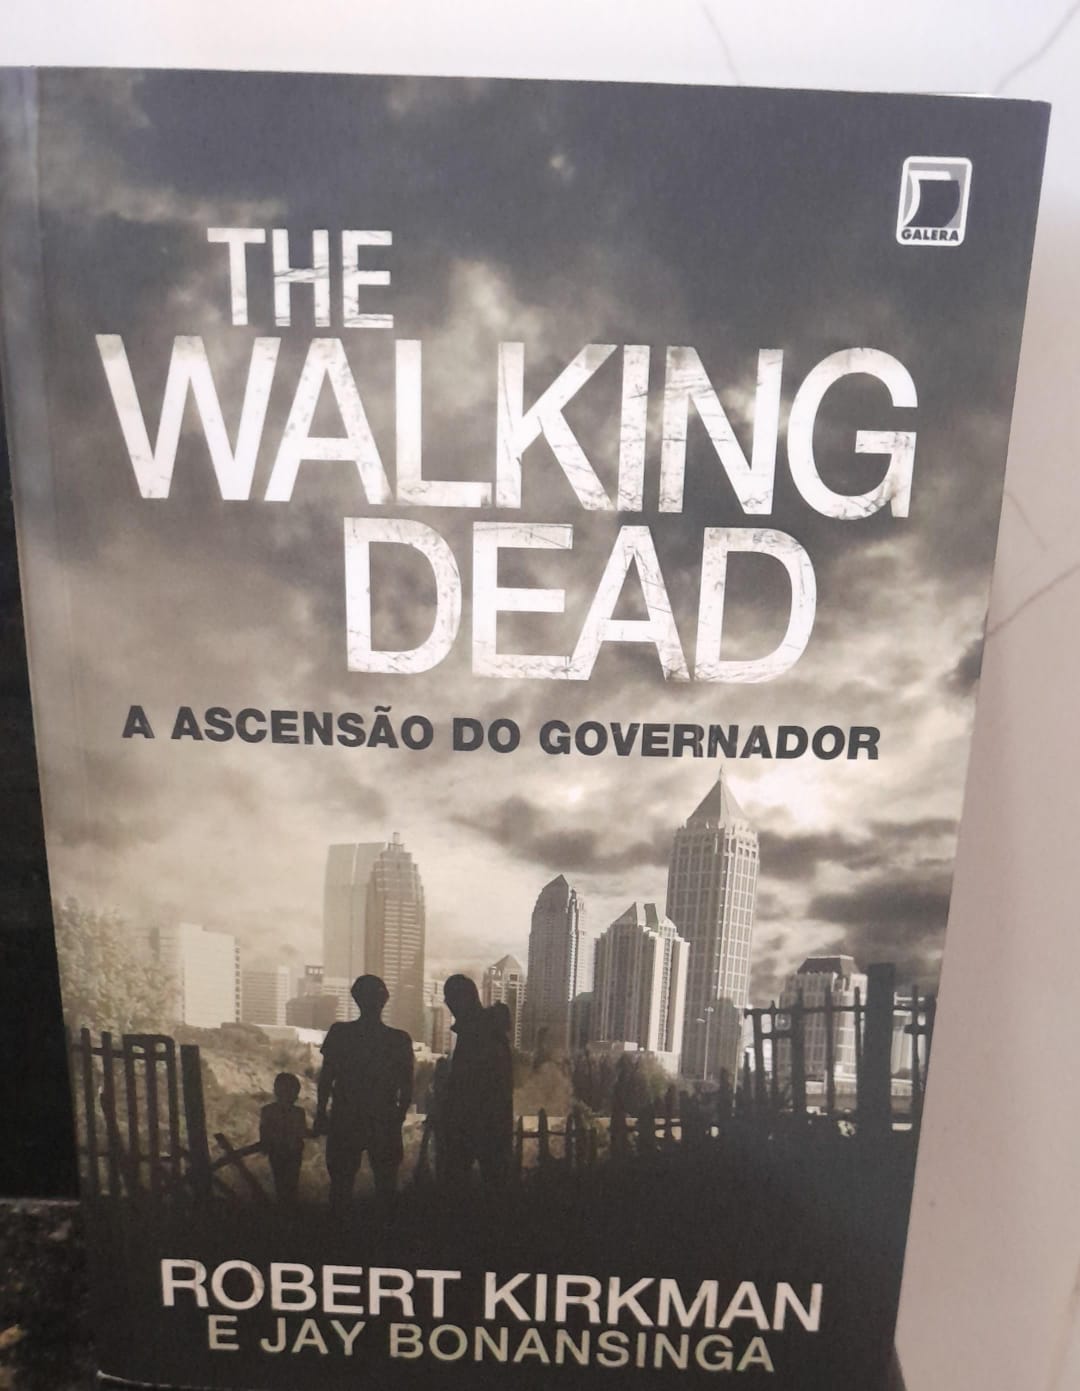 GALERA
THE
WALKING
DEAD
A ASCENSÃO DO GOVERNADOR
ROBERT KIRKMAN
E JAY BONANSINGA